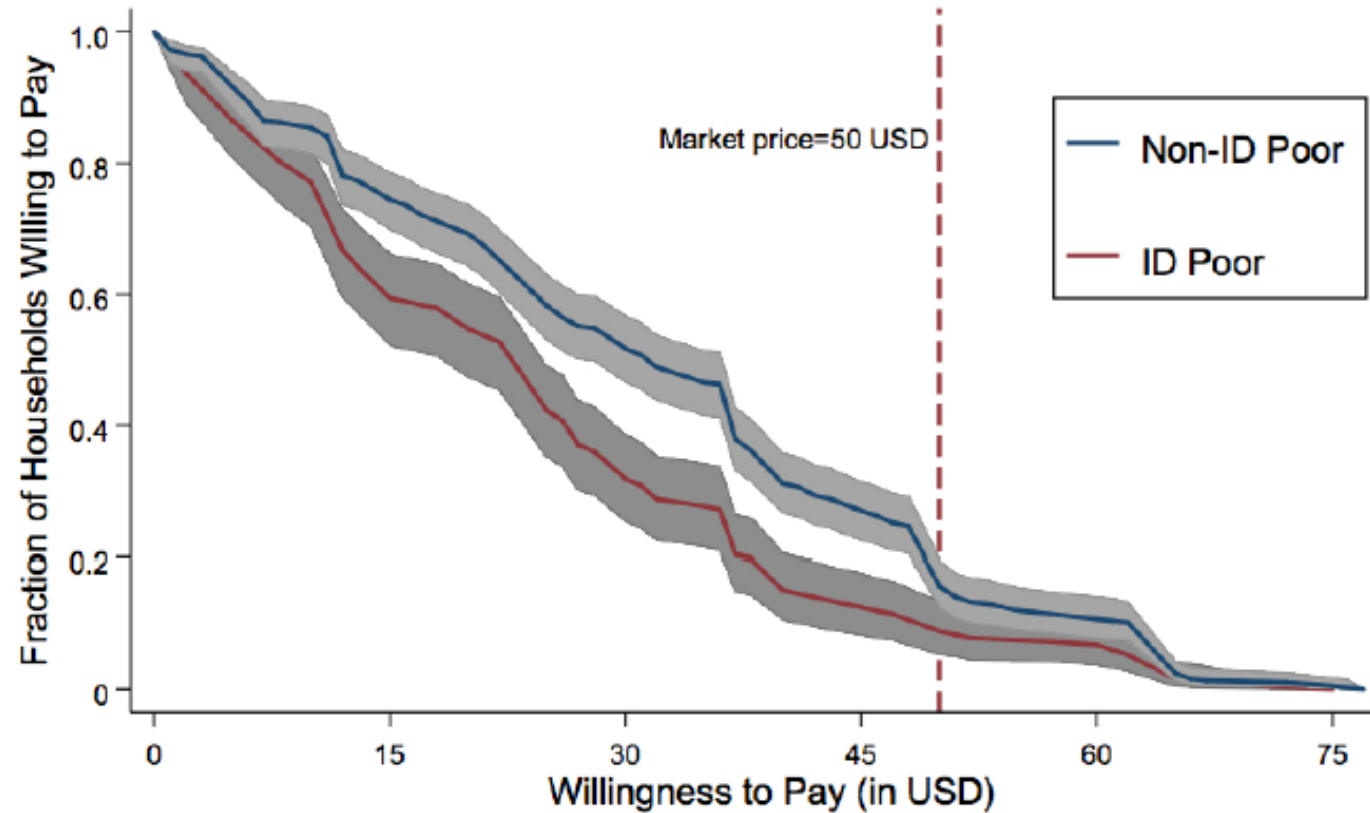 Fraction of Households Willing to Pay
1.0
0.8
0.6
0.4
0.2
0
Market price=50 USD
Non-ID Poor
ID Poor
0 15 30 45 60 75
Willingness to Pay (in USD)